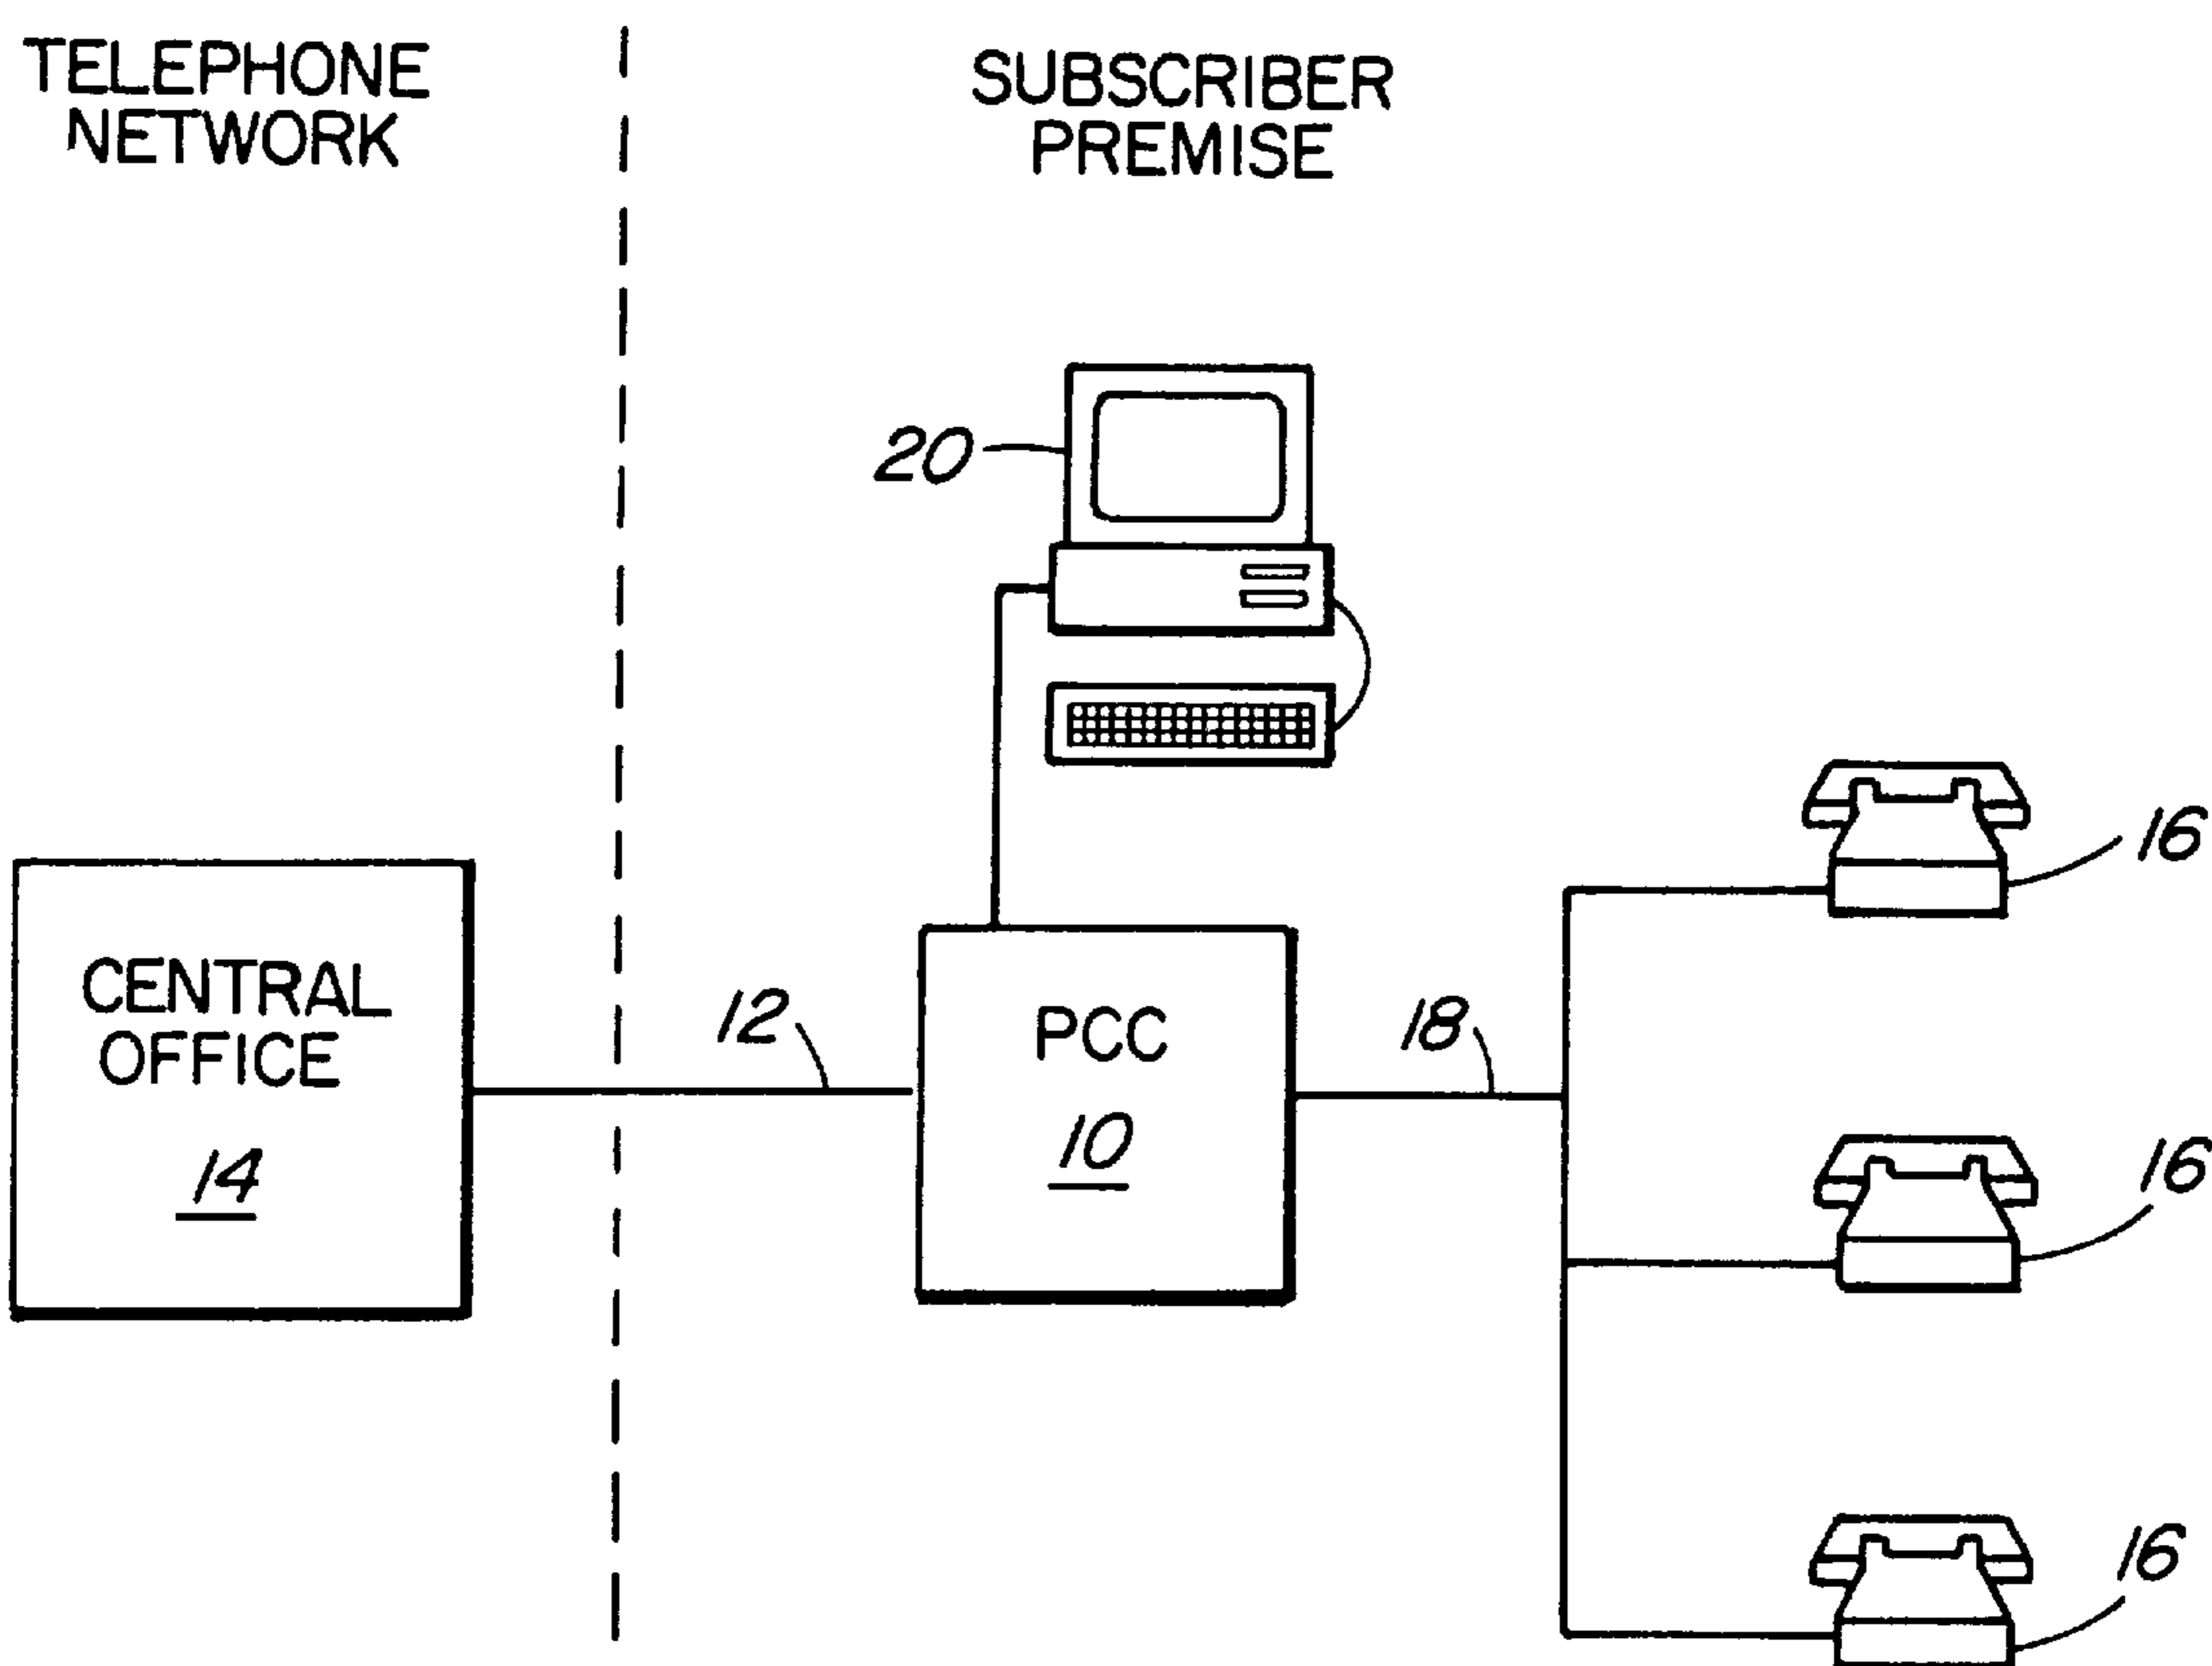 TELEPHONE
NETWORK
SUBSCRIBER
PREMISE
20
16
CENTRAL
OFFICE
14
12
PCC
10
18
16
16